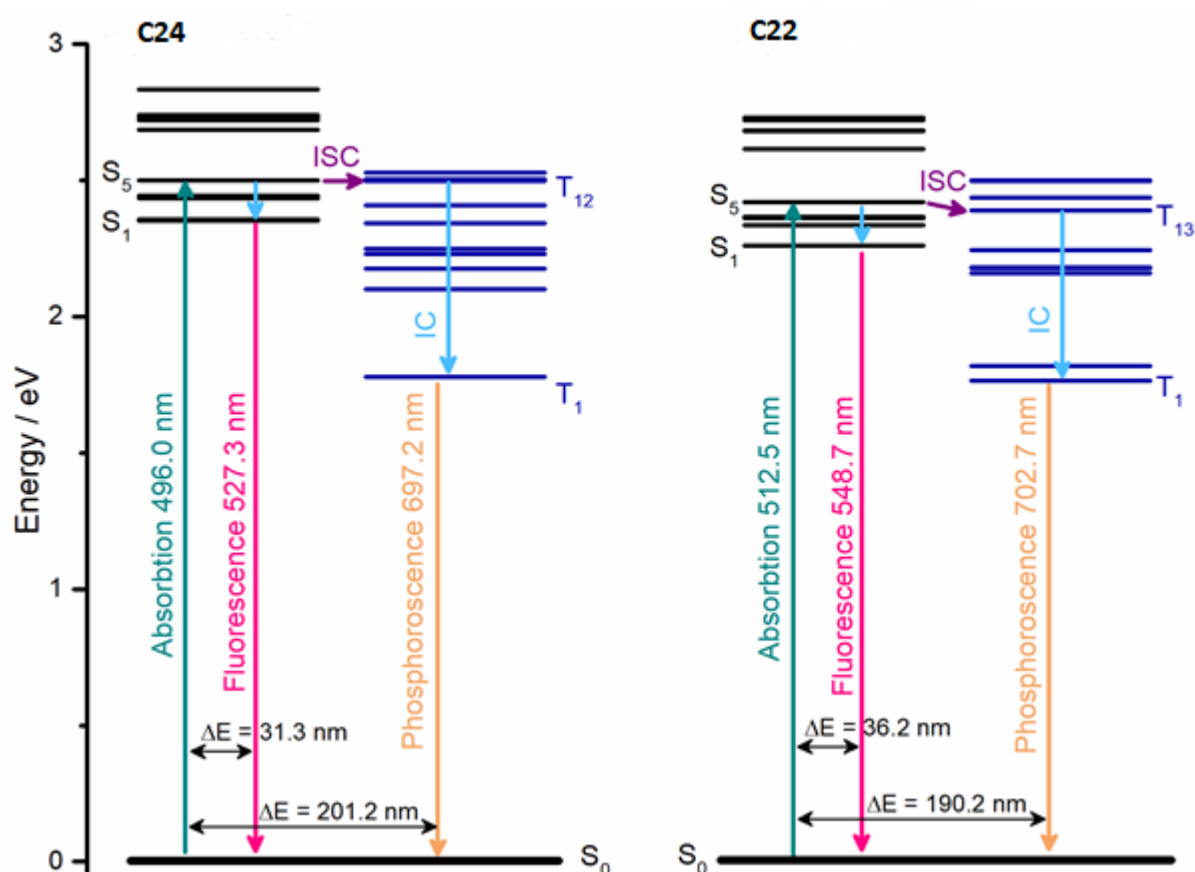 C24
C22
3
2
1
0
Energy / eV
S5
S1
ISC
T12
IC
T1
Absorbtion 496.0 nm
Fluorescence 527.3 nm
Phosphoroscence 697.2 nm
ΔE = 31.3 nm
ΔE = 201.2 nm
S0
S5
S1
ISC
T13
IC
T1
Absorbtion 512.5 nm
Fluorescence 548.7 nm
Phosphoroscence 702.7 nm
ΔE = 36.2 nm
ΔE = 190.2 nm
S0